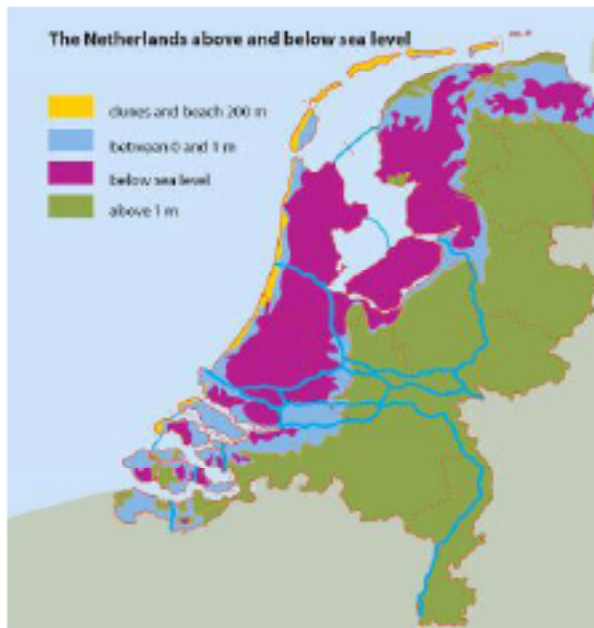 The Netherlands above and below sea level
dunes and beach 200 m
between 0 and 1 m
below sea level
above 1 m